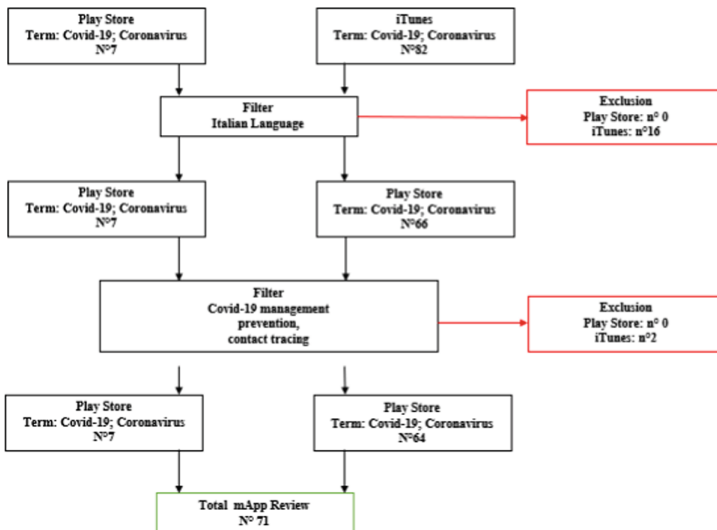 Play Store
Term: Covid-19; Coronavirus
N°7
iTunes
Term: Covid-19; Coronavirus
N°82
Filter
Italian Language
Exclusion
Play Store: n° 0
iTunes: n°16
Play Store
Term: Covid-19; Coronavirus
N°7
Play Store
Term: Covid-19; Coronavirus
N°66
Filter
Covid-19 management
prevention,
contact tracing
Exclusion
Play Store: n° 0
iTunes: n°2
Play Store
Term: Covid-19; Coronavirus
N°7
Play Store
Term: Covid-19; Coronavirus
N°64
Total mApp Review
N° 71